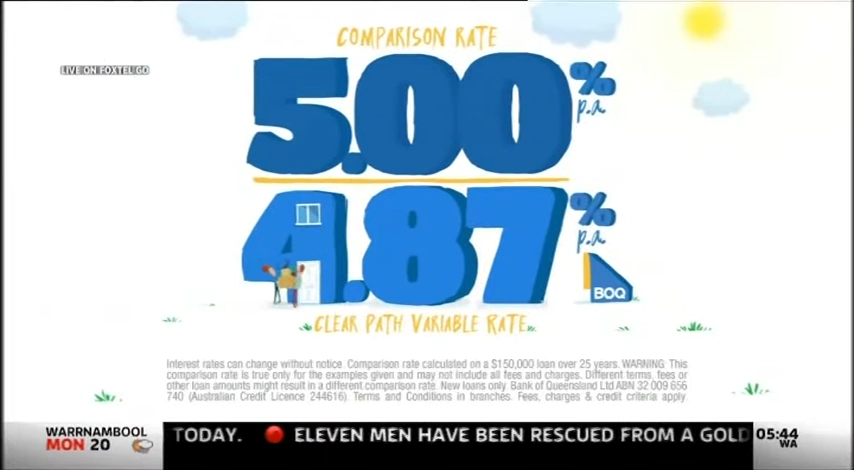 COMPARISON RATE
LIVE ON FOXTEL GO
5.00% p.a.
4.87% p.a.
BOQ
CLEAR PATH VARIABLE RATE
Interest rates can change without notice. Comparison rate calculated on a $150,000 loan over 25 years. WARNING: This
comparison rate is true only for the examples given and may not include all fees and charges. Different terms, fees or
other loan amounts might result in a different comparison rate. New loans only. Bank of Queensland Ltd ABN 32 009 656
740 (Australian Credit Licence 244616). Terms and Conditions in branches. Fees, charges & credit criteria apply.
WARRNAMBOOL
MON 20
TODAY. ELEVEN MEN HAVE BEEN RESCUED FROM A GOLD
05:44
WA